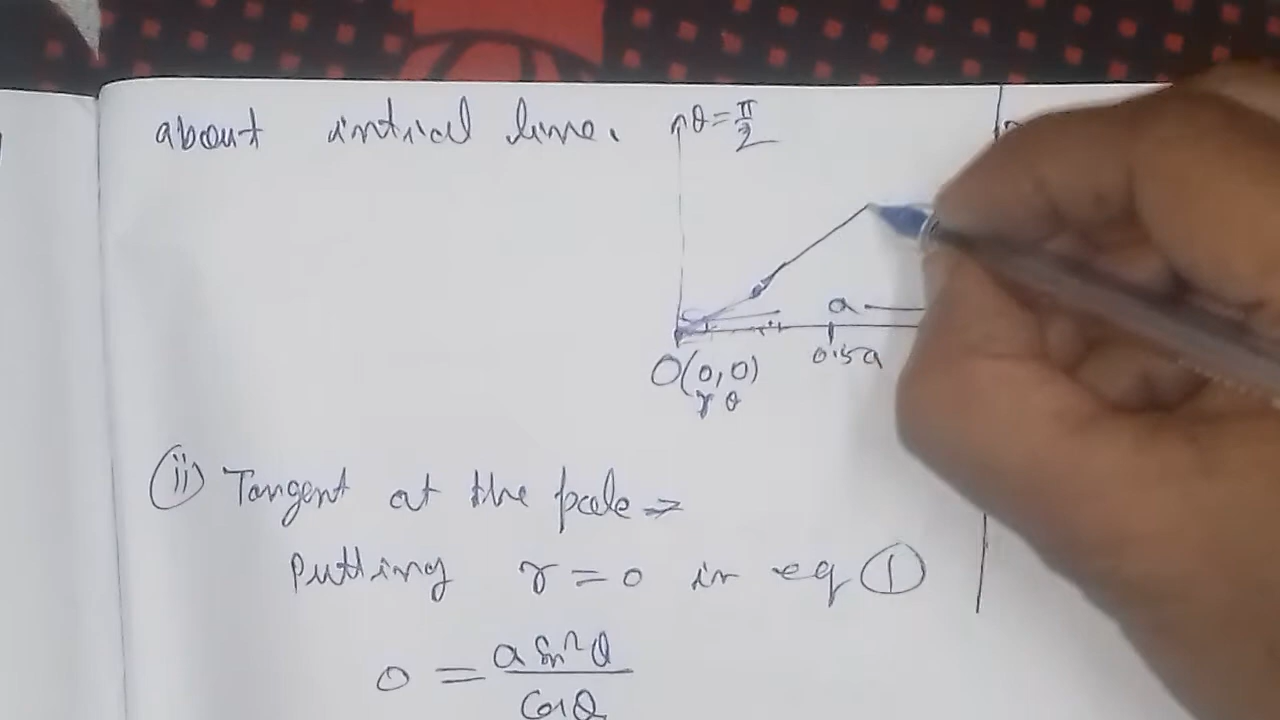 about intrial line.
θ = π/2
a
0.5a
O(0,0)
r θ
(ii) Tangent at the pole ⇒
Putting r = 0 in eq (1)
0 = a sin²θ / cosθ